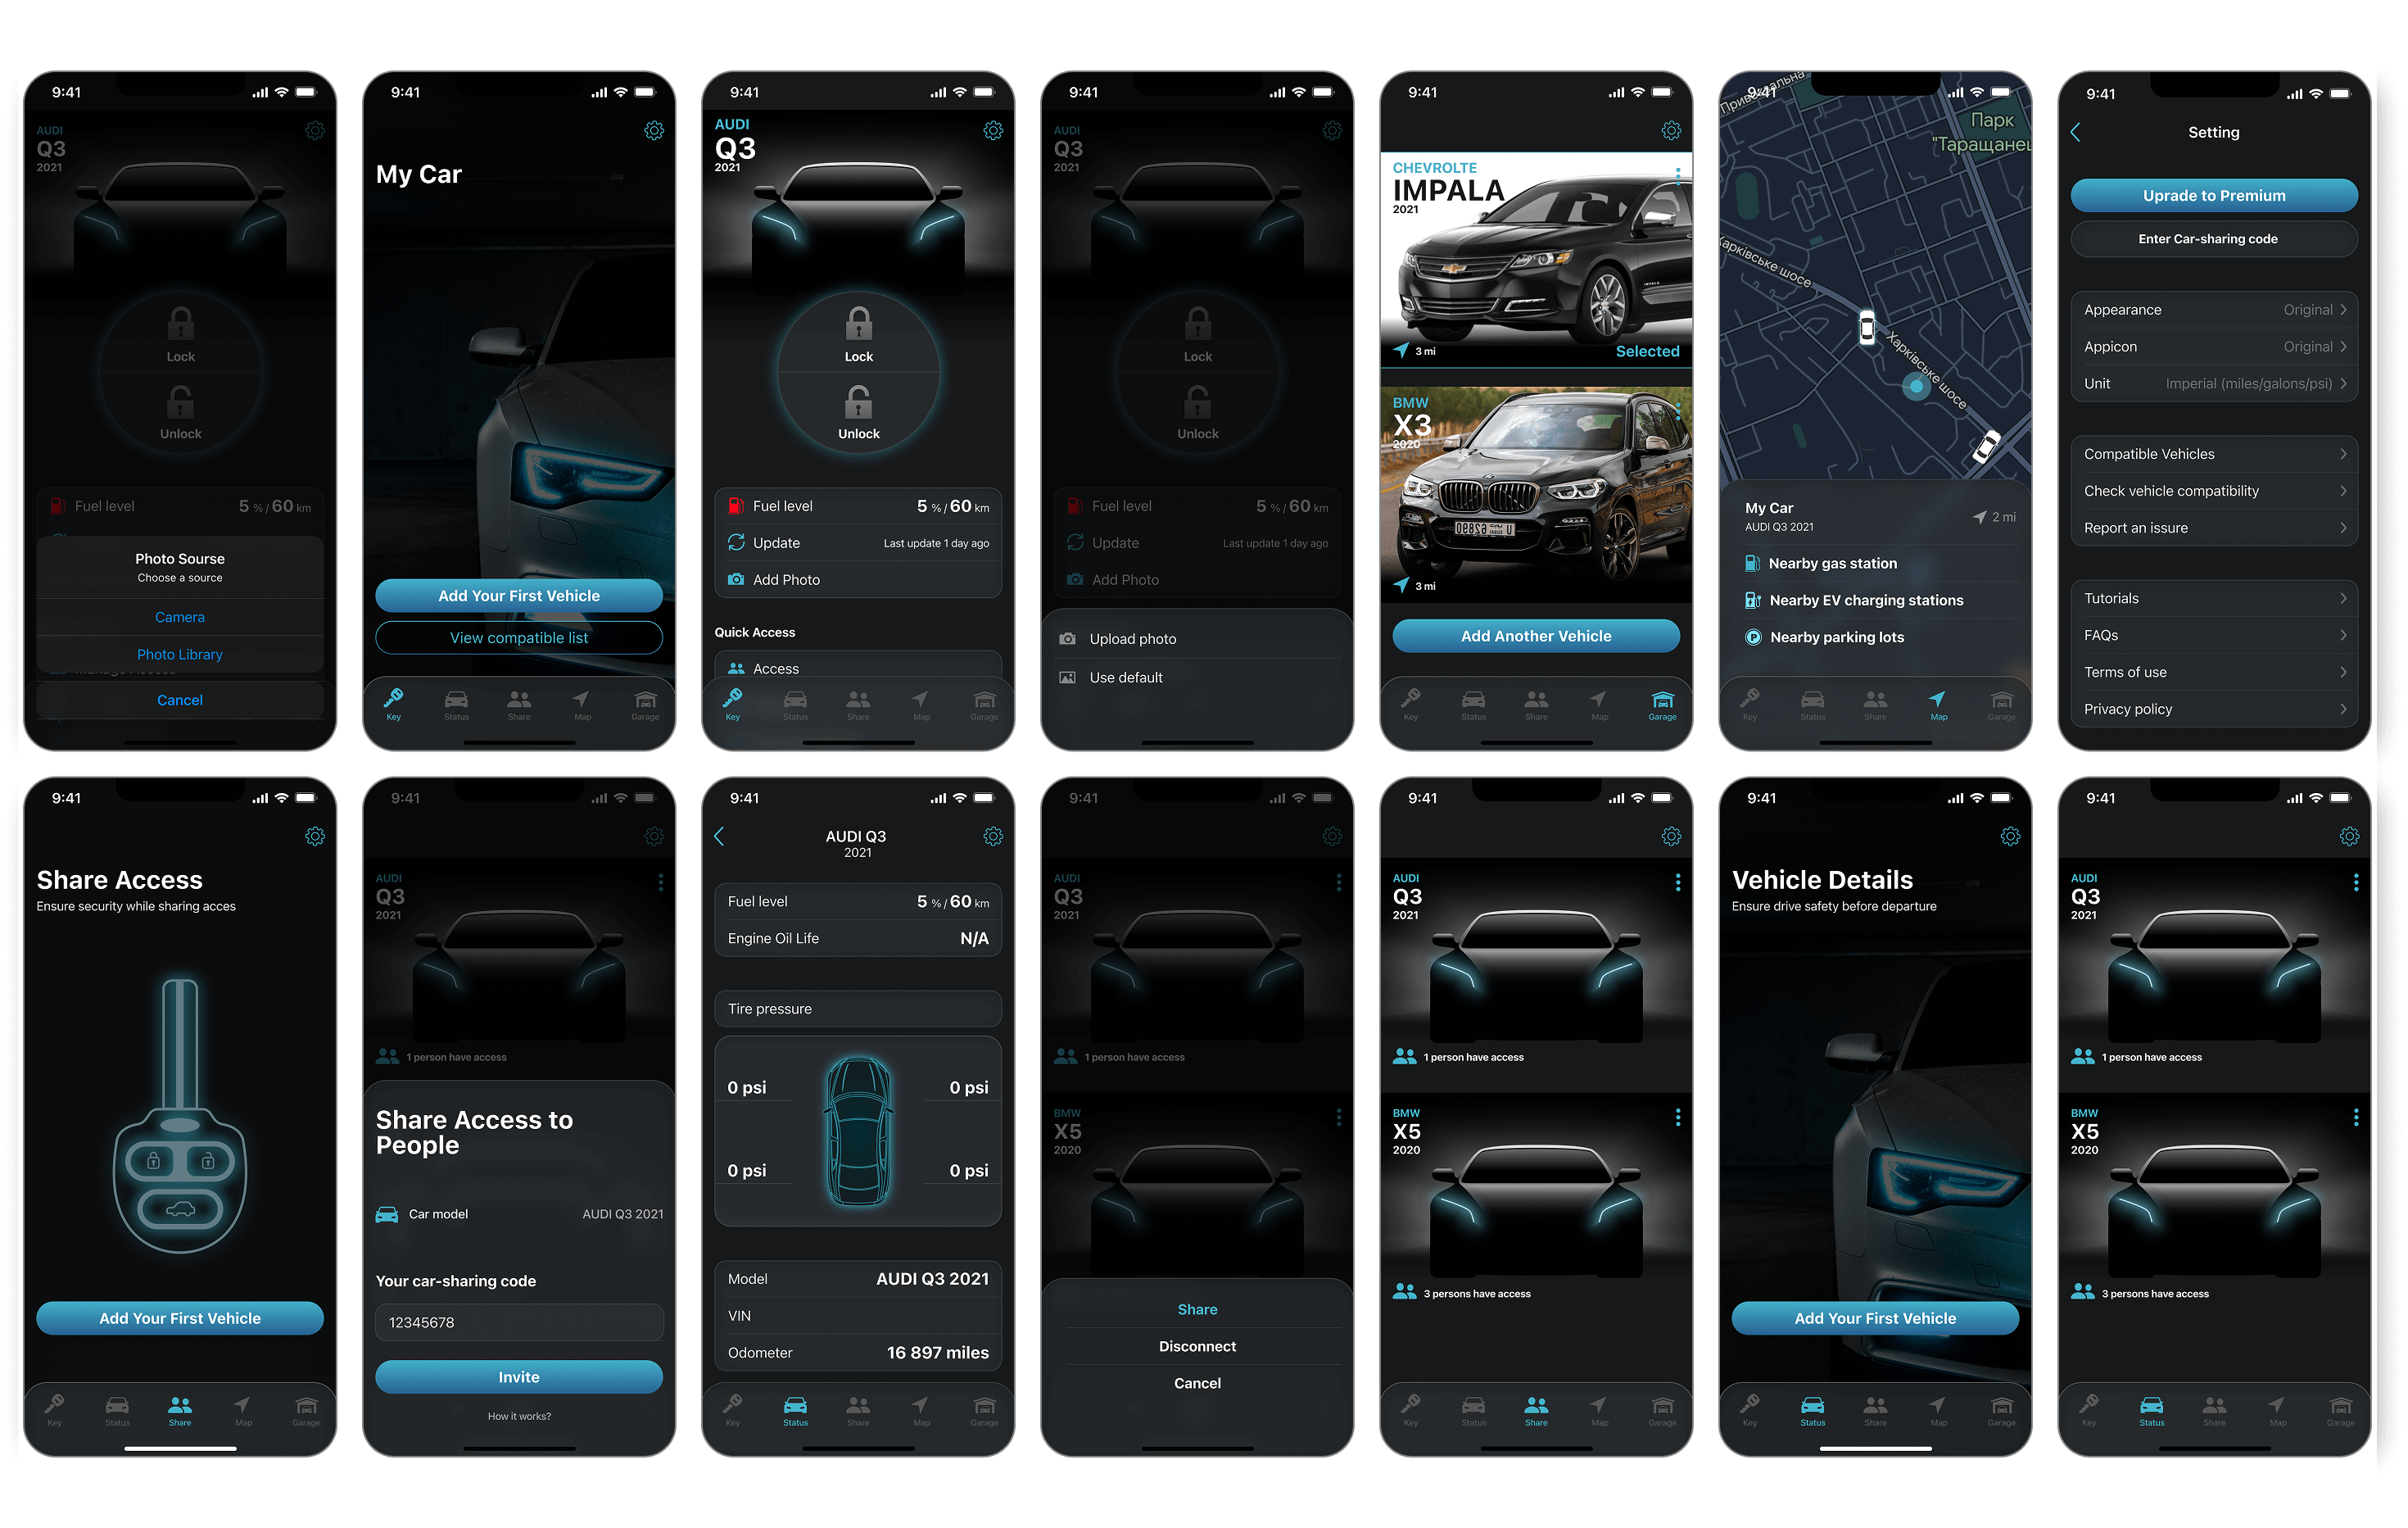 9:41
AUDI
Q3
2021
Lock
Unlock
Fuel level 5 % / 60 km
Photo Sourse
Choose a source
Camera
Photo Library
Cancel
9:41
My Car
Add Your First Vehicle
View compatible list
Key Status Share Map Garage
9:41
AUDI
Q3
2021
Lock
Unlock
Fuel level 5 % / 60 km
Update Last update 1 day ago
Add Photo
Quick Access
Access
Key Status Share Map Garage
9:41
AUDI
Q3
2021
Lock
Unlock
Fuel level 5 % / 60 km
Update Last update 1 day ago
Add Photo
Upload photo
Use default
9:41
CHEVROLTE
IMPALA
2021
3 mi Selected
BMW
X3
2020
3 mi
Add Another Vehicle
Key Status Share Map Garage
9:41
Парк
"Таращанец
Харківське шосе
Харківське шосе
My Car
AUDI Q3 2021
2 mi
Nearby gas station
Nearby EV charging stations
Nearby parking lots
Key Status Share Map Garage
9:41
Setting
Uprade to Premium
Enter Car-sharing code
Appearance Original
Appicon Original
Unit Imperial (miles/galons/psi)
Compatible Vehicles
Check vehicle compatibility
Report an issure
Tutorials
FAQs
Terms of use
Privacy policy
9:41
Share Access
Ensure security while sharing acces
Add Your First Vehicle
Key Status Share Map Garage
9:41
AUDI
Q3
2021
1 person have access
Share Access to
People
Car model AUDI Q3 2021
Your car-sharing code
12345678
Invite
How it works?
9:41
AUDI Q3
2021
Fuel level 5 % / 60 km
Engine Oil Life N/A
Tire pressure
0 psi 0 psi
0 psi 0 psi
Model AUDI Q3 2021
VIN
Odometer 16 897 miles
Key Status Share Map Garage
9:41
AUDI
Q3
2021
1 person have access
BMW
X5
2020
Share
Disconnect
Cancel
9:41
AUDI
Q3
2021
1 person have access
BMW
X5
2020
3 persons have access
Key Status Share Map Garage
9:41
Vehicle Details
Ensure drive safety before departure
Add Your First Vehicle
Key Status Share Map Garage
9:41
AUDI
Q3
2021
1 person have access
BMW
X5
2020
3 persons have access
Key Status Share Map Garage